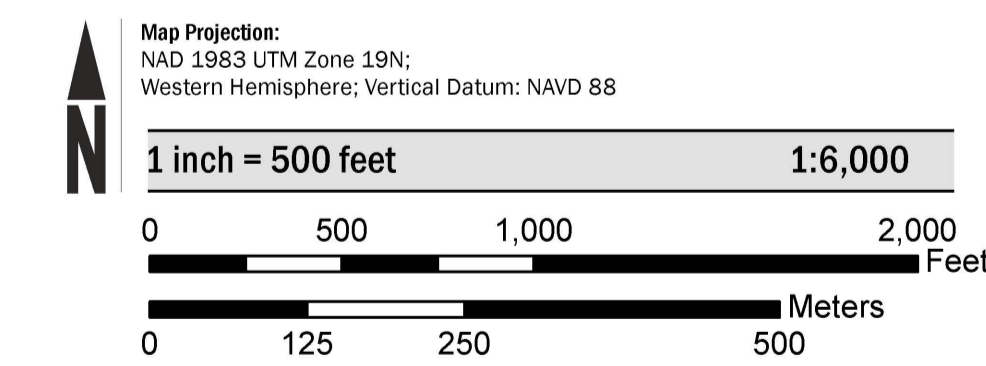 N
Map Projection:
NAD 1983 UTM Zone 19N;
Western Hemisphere; Vertical Datum: NAVD 88
1 inch = 500 feet 1:6,000
0 500 1,000 2,000
Feet
Meters
0 125 250 500